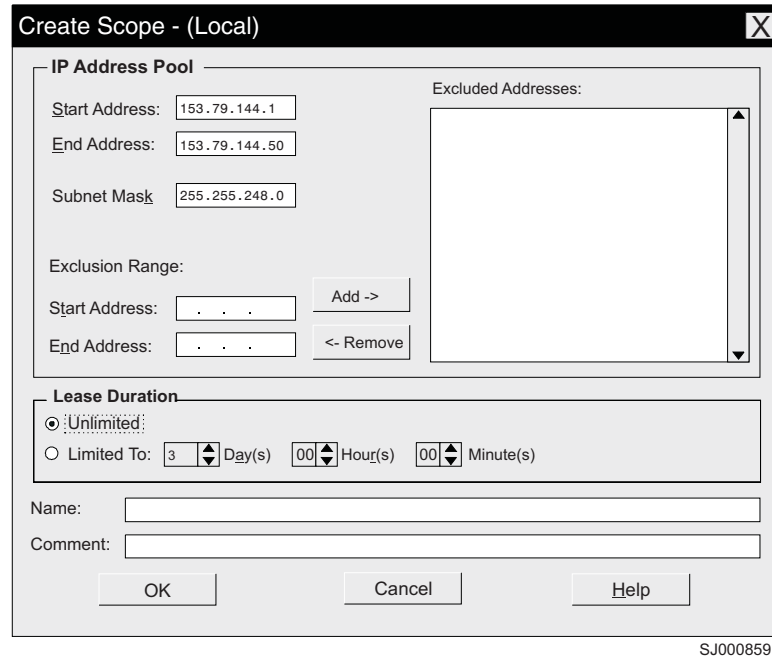 Create Scope - (Local)
X
IP Address Pool
Start Address: 153.79.144.1
End Address: 153.79.144.50
Subnet Mask 255.255.248.0
Exclusion Range:
Start Address: . . .
End Address: . . .
Add ->
<- Remove
Excluded Addresses:
Lease Duration
Unlimited
Limited To: 3 Day(s) 00 Hour(s) 00 Minute(s)
Name:
Comment:
OK Cancel Help
SJ000859